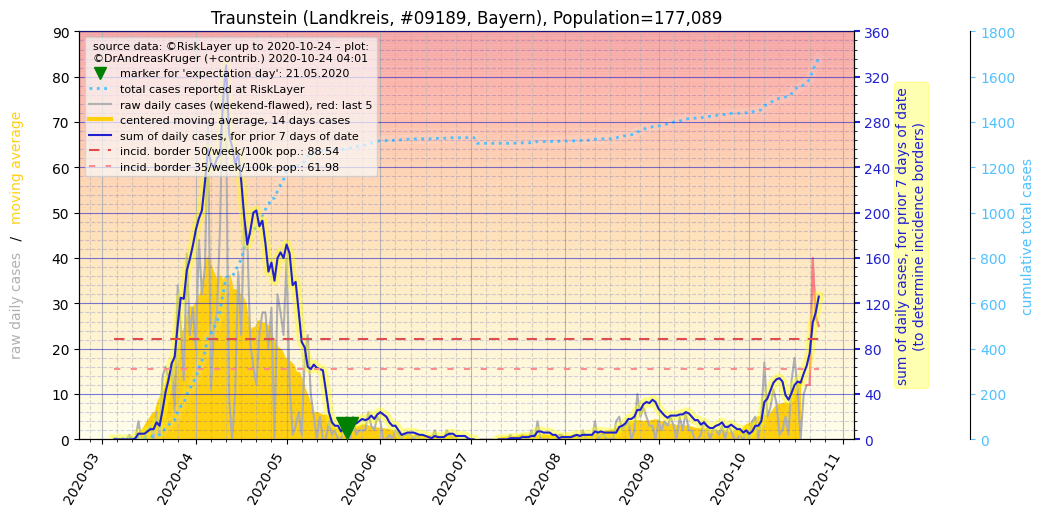 Traunstein (Landkreis, #09189, Bayern), Population=177,089
source data: ©RiskLayer up to 2020-10-24 – plot:
©DrAndreasKruger (+contrib.) 2020-10-24 04:01
marker for 'expectation day': 21.05.2020
total cases reported at RiskLayer
raw daily cases (weekend-flawed), red: last 5
centered moving average, 14 days cases
sum of daily cases, for prior 7 days of date
incid. border 50/week/100k pop.: 88.54
incid. border 35/week/100k pop.: 61.98
raw daily cases / moving average
90
80
70
60
50
40
30
20
10
0
2020-03
2020-04
2020-05
2020-06
2020-07
2020-08
2020-09
2020-10
2020-11
360
320
280
240
200
160
120
80
40
0
sum of daily cases, for prior 7 days of date
(to determine incidence borders)
1800
1600
1400
1200
1000
800
600
400
200
0
cumulative total cases